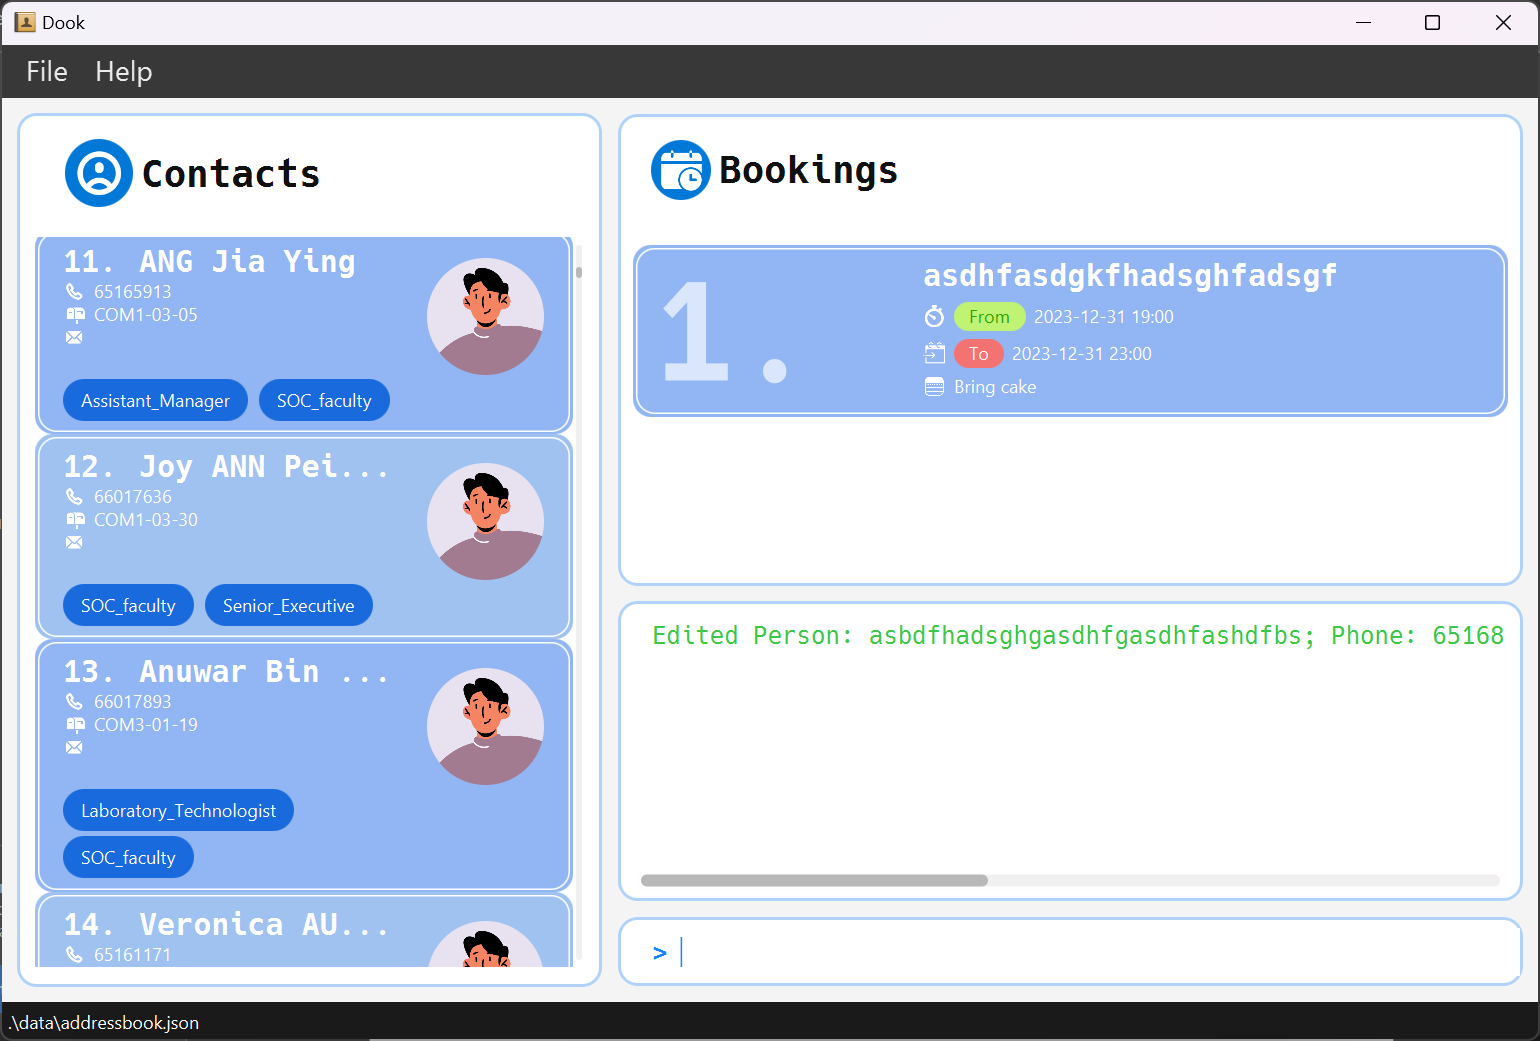 Dook
File Help
Contacts
11. ANG Jia Ying
65165913
COM1-03-05
Assistant_Manager SOC_faculty
12. Joy ANN Pei...
66017636
COM1-03-30
SOC_faculty Senior_Executive
13. Anuwar Bin ...
66017893
COM3-01-19
Laboratory_Technologist
SOC_faculty
14. Veronica AU...
65161171
Bookings
1.
asdhfasdgkfhadsghfadsgf
From 2023-12-31 19:00
To 2023-12-31 23:00
Bring cake
Edited Person: asbdfhadsghgasdhfgasdhfashdfbs; Phone: 65168
>
.\data\addressbook.json